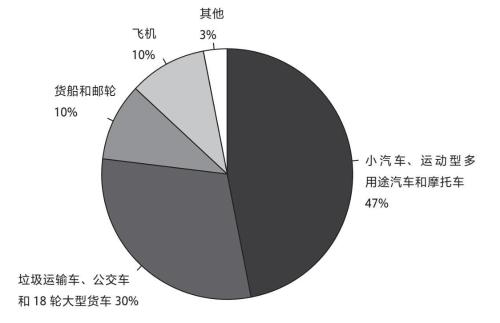 其他
3%
飞机
10%
货船和邮轮
10%
小汽车、运动型多
用途汽车和摩托车
47%
垃圾运输车、公交车
和 18 轮大型货车 30%